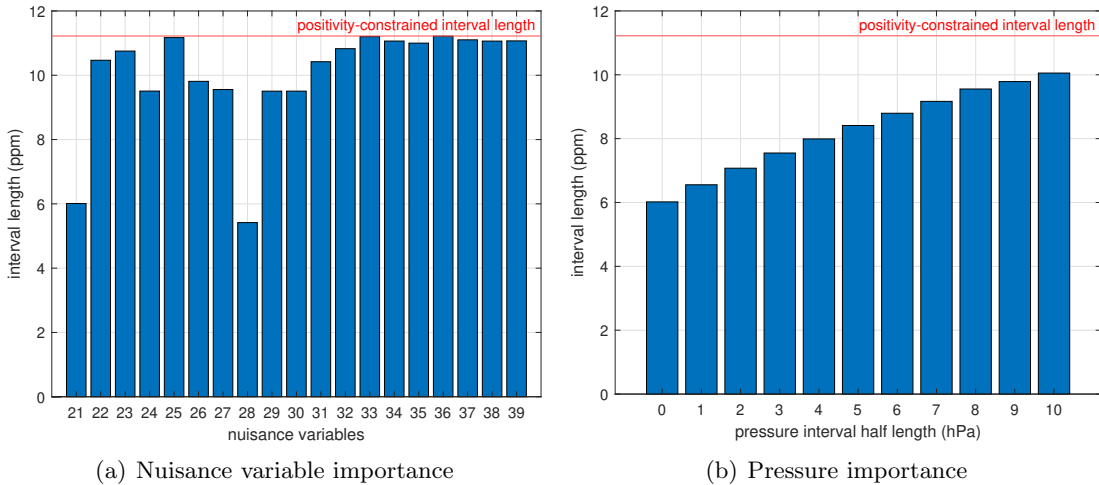 positivity-constrained interval length
12
10
8
6
4
2
0
interval length (ppm)
21 22 23 24 25 26 27 28 29 30 31 32 33 34 35 36 37 38 39
nuisance variables
(a) Nuisance variable importance
positivity-constrained interval length
12
10
8
6
4
2
0
interval length (ppm)
0 1 2 3 4 5 6 7 8 9 10
pressure interval half length (hPa)
(b) Pressure importance